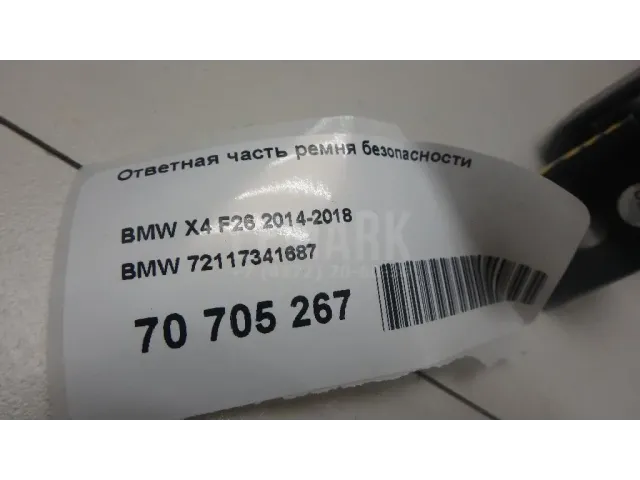 Ответная часть ремня безопасности
BMW X4 F26 2014-2018
BMW 72117341687
70 705 267